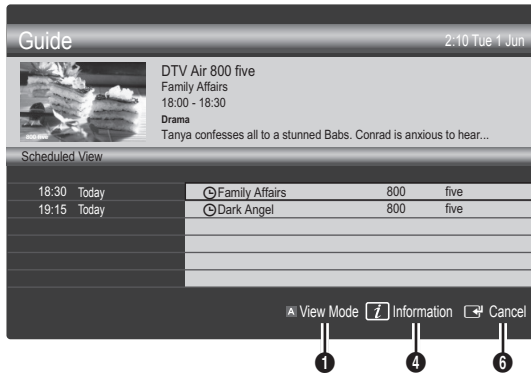 Guide
2:10 Tue 1 Jun
DTV Air 800 five
Family Affairs
18:00 - 18:30
Drama
Tanya confesses all to a stunned Babs. Conrad is anxious to hear...
800 five
Scheduled View
18:30 Today Family Affairs 800 five
19:15 Today Dark Angel 800 five
A View Mode i Information Cancel
1 4 6